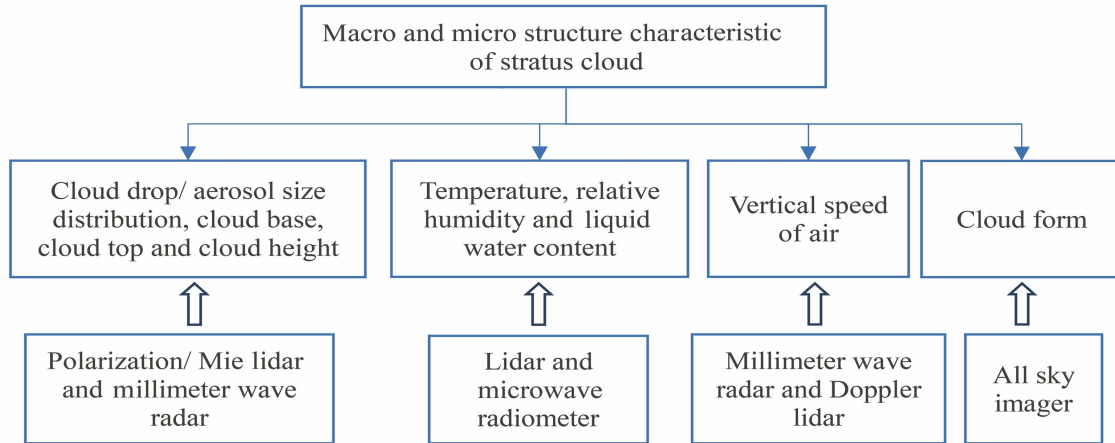 Macro and micro structure characteristic
of stratus cloud
Cloud drop/ aerosol size
distribution, cloud base,
cloud top and cloud height
Temperature, relative
humidity and liquid
water content
Vertical speed
of air
Cloud form
Polarization/ Mie lidar
and millimeter wave
radar
Lidar and
microwave
radiometer
Millimeter wave
radar and Doppler
lidar
All sky
imager